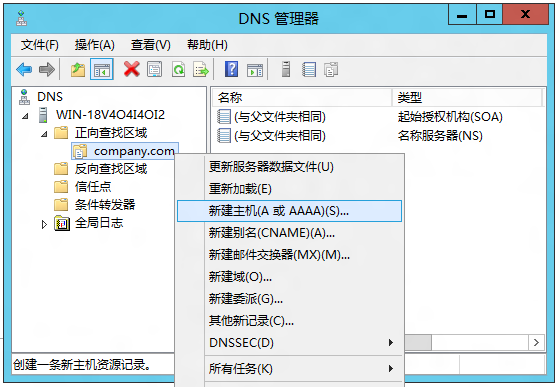 DNS 管理器
文件(F) 操作(A) 查看(V) 帮助(H)
DNS
WIN-18V4O4I4OI2
正向查找区域
company.com
反向查找区域
信任点
条件转发器
全局日志
名称 类型
(与父文件夹相同) 起始授权机构(SOA)
(与父文件夹相同) 名称服务器(NS)
更新服务器数据文件(U)
重新加载(E)
新建主机(A 或 AAAA)(S)...
新建别名(CNAME)(A)...
新建邮件交换器(MX)(M)...
新建域(O)...
新建委派(G)...
其他新记录(C)...
DNSSEC(D)
所有任务(K)
创建一条新主机资源记录。